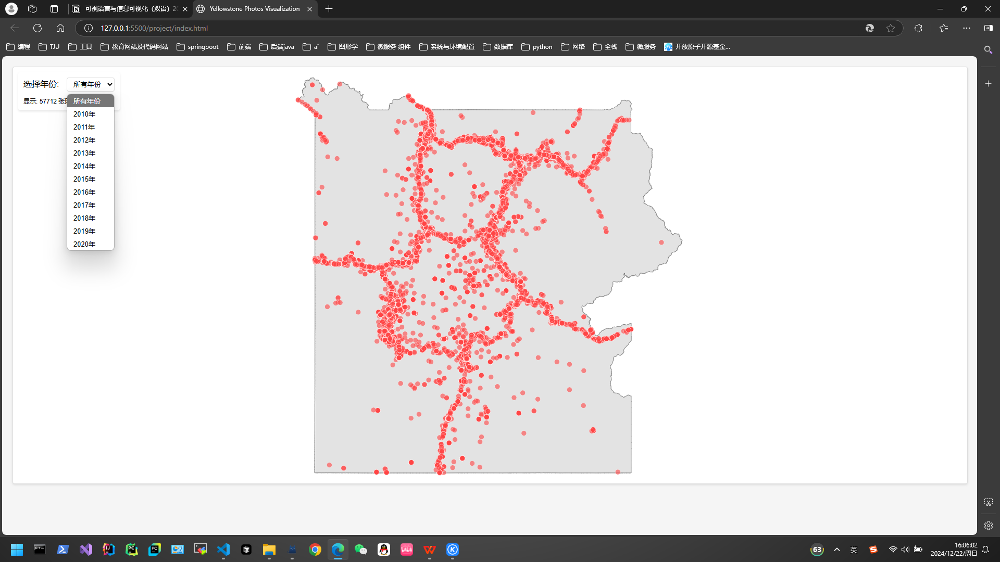 可视语言与信息可视化（双语）2
Yellowstone Photos Visualization
127.0.0.1:5500/project/index.html
编程
TJU
工具
教育网站及代码网站
springboot
前端
后端java
ai
图形学
微服务 组件
系统与环境配置
数据库
python
网络
全栈
微服务
开放原子开源基金...
选择年份:
所有年份
显示: 57712 张
所有年份
2010年
2011年
2012年
2013年
2014年
2015年
2016年
2017年
2018年
2019年
2020年
63
英
16:06:02
2024/12/22/周日